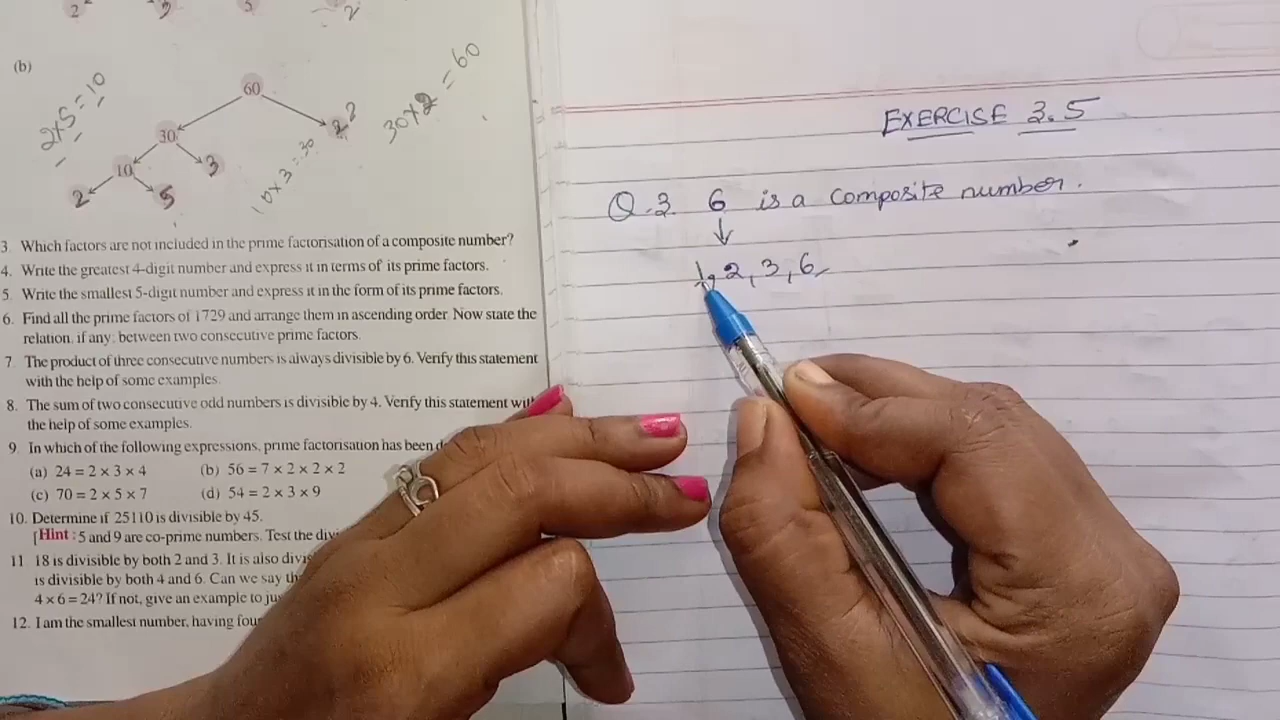 (b)
2×5=10
60
30×2=60
30
2
10×3=30
10
3
2
5
3. Which factors are not included in the prime factorisation of a composite number?
4. Write the greatest 4-digit number and express it in terms of its prime factors.
5. Write the smallest 5-digit number and express it in the form of its prime factors.
6. Find all the prime factors of 1729 and arrange them in ascending order. Now state the
relation, if any; between two consecutive prime factors.
7. The product of three consecutive numbers is always divisible by 6. Verify this statement
with the help of some examples.
8. The sum of two consecutive odd numbers is divisible by 4. Verify this statement
the help of some examples.
9. In which of the following expressions, prime factorisation has been
(a) 24 = 2 × 3 × 4 (b) 56 = 7 × 2 × 2 × 2
(c) 70 = 2 × 5 × 7 (d) 54 = 2 × 3 × 9
10. Determine if 25110 is divisible by 45.
[Hint : 5 and 9 are co-prime numbers. Test the
11. 18 is divisible by both 2 and 3. It is also
is divisible by both 4 and 6. Can we say
4 × 6 = 24? If not, give an example to
12. I am the smallest number, having
EXERCISE 3.5
Q.3. 6 is a composite number.
1, 2, 3, 6